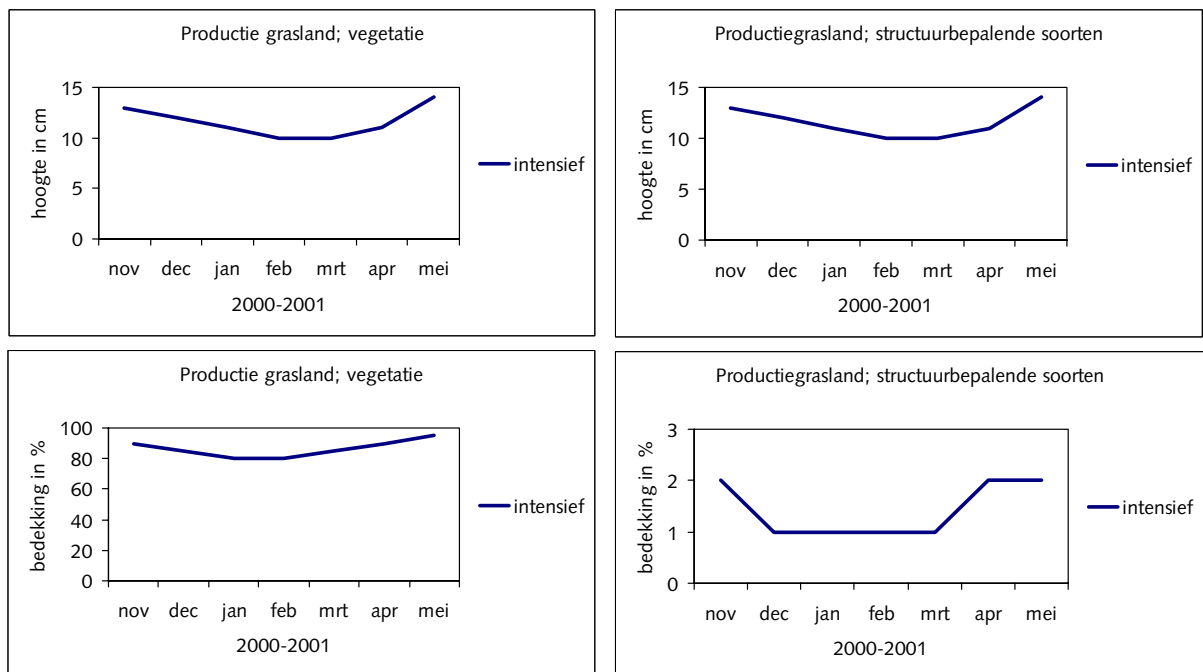 Productie grasland; vegetatie
hoogte in cm
15
10
5
0
nov dec jan feb mrt apr mei
2000-2001
intensief
Productiegrasland; structuurbepalende soorten
hoogte in cm
15
10
5
0
nov dec jan feb mrt apr mei
2000-2001
intensief
Productie grasland; vegetatie
bedekking in %
100
80
60
40
20
0
nov dec jan feb mrt apr mei
2000-2001
intensief
Productiegrasland; structuurbepalende soorten
bedekking in %
3
2
1
0
nov dec jan feb mrt apr mei
2000-2001
intensief